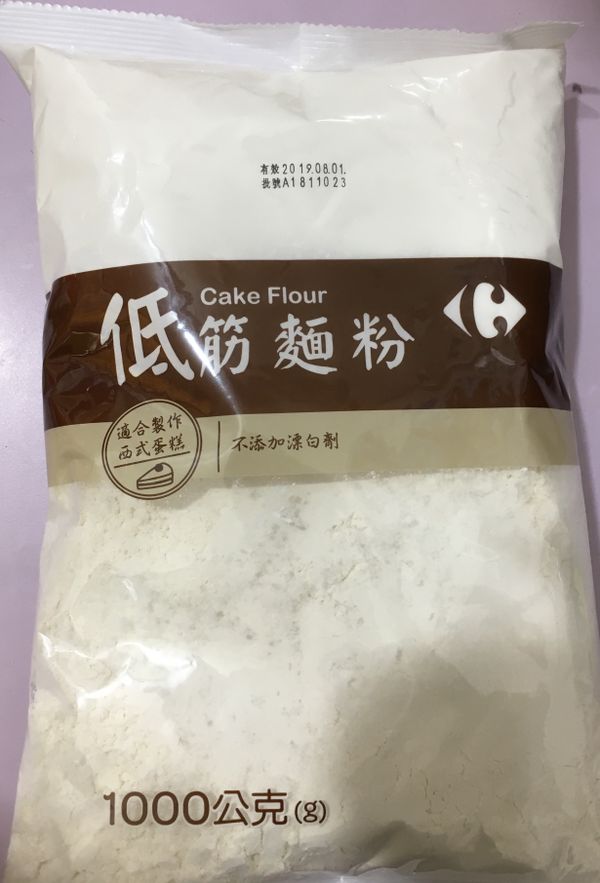 有效2019.08.01.
批號A1811023
Cake Flour
低筋麵粉
適合製作
西式蛋糕
不添加漂白劑
1000公克(g)